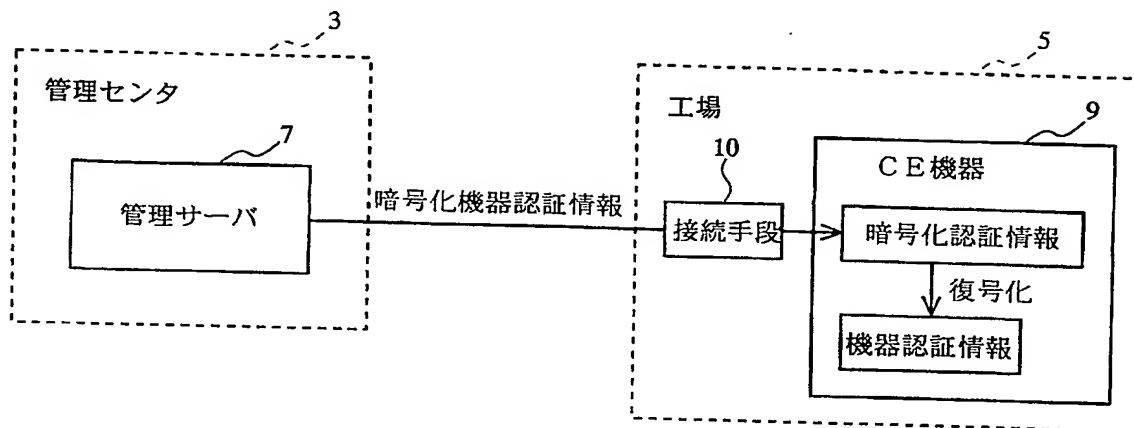 3
管理センタ
7
管理サーバ
暗号化機器認証情報
5
工場
10
接続手段
9
CE機器
暗号化認証情報
復号化
機器認証情報